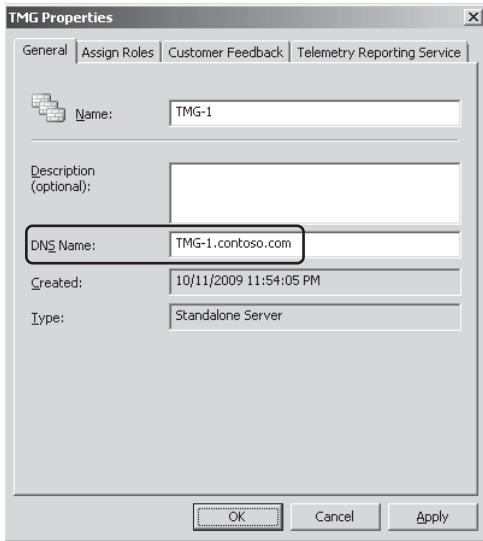 TMG Properties
General Assign Roles Customer Feedback Telemetry Reporting Service
Name: TMG-1
Description
(optional):
DNS Name: TMG-1.contoso.com
Created: 10/11/2009 11:54:05 PM
Type: Standalone Server
OK Cancel Apply